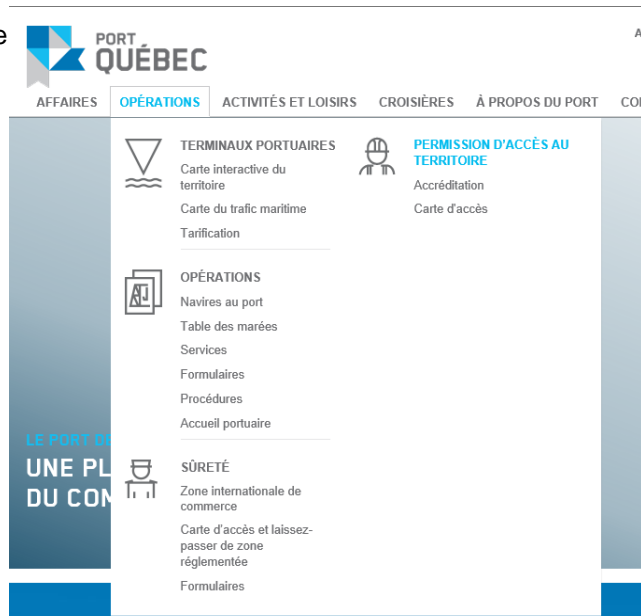 e
PORT
QUÉBEC
A
AFFAIRES OPÉRATIONS ACTIVITÉS ET LOISIRS CROISIÈRES À PROPOS DU PORT
TERMINAUX PORTUAIRES
Carte interactive du
territoire
Carte du trafic maritime
Tarification
OPÉRATIONS
Navires au port
Table des marées
Services
Formulaires
Procédures
Accueil portuaire
SÛRETÉ
Zone internationale de
commerce
Carte d'accès et laissez-
passer de zone
réglementée
Formulaires
PERMISSION D'ACCÈS AU
TERRITOIRE
Accréditation
Carte d'accès
LE PORT DE
UNE PL
DU COM